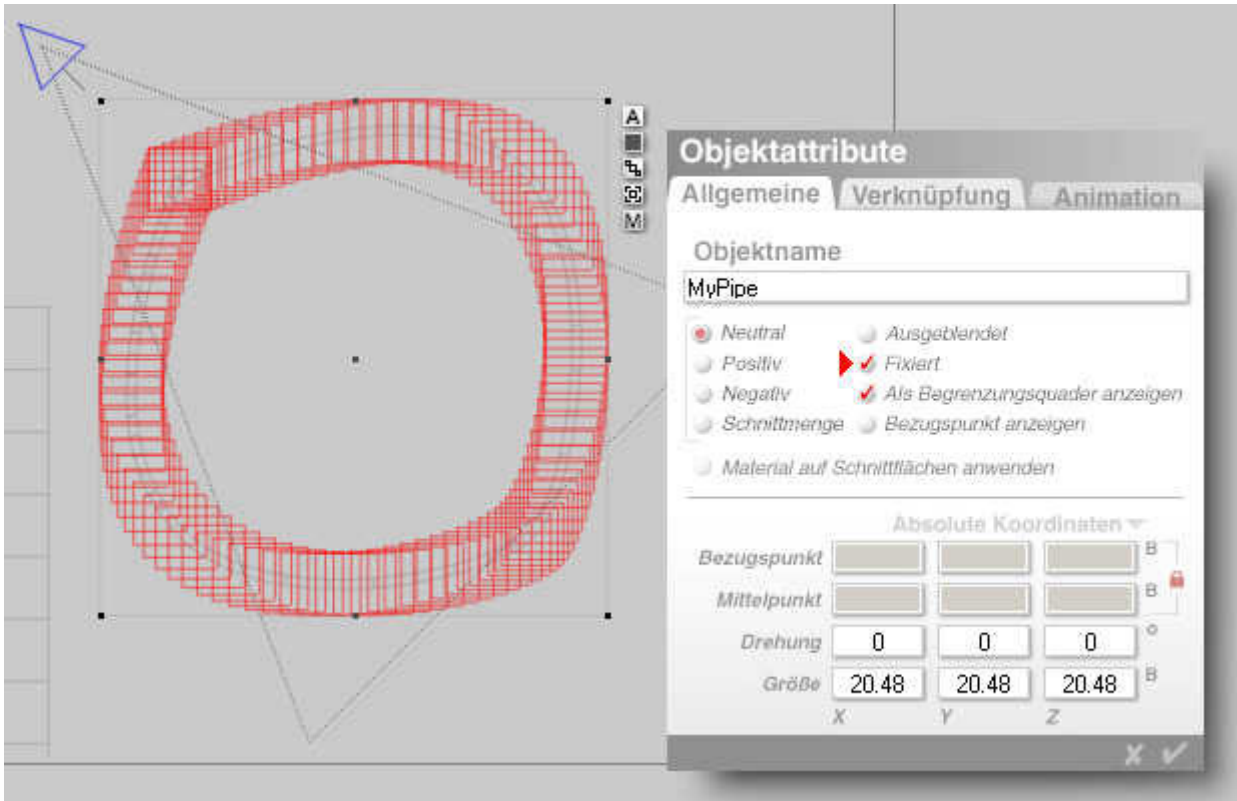 A
M
Objektattribute
Allgemeine Verknüpfung Animation
Objektname
MyPipe
Neutral Ausgeblendet
Positiv Fixiert
Negativ Als Begrenzungsquader anzeigen
Schnittmenge Bezugspunkt anzeigen
Material auf Schnittflächen anwenden
Absolute Koordinaten
Bezugspunkt B
Mittelpunkt B
Drehung 0 0 0 °
Größe 20.48 20.48 20.48 B
X Y Z